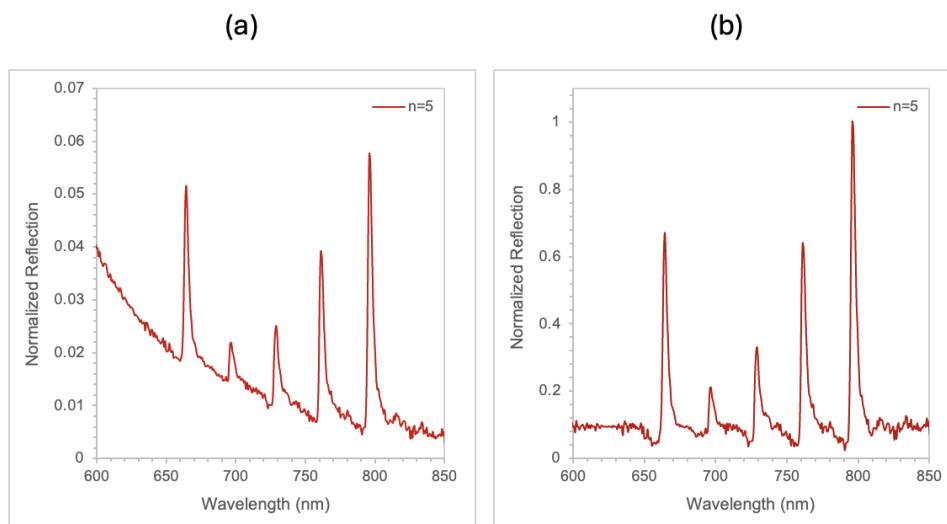 (a)
(b)
n=5
0.07
0.06
0.05
0.04
0.03
0.02
0.01
0
Normalized Reflection
600 650 700 750 800 850
Wavelength (nm)
n=5
1
0.8
0.6
0.4
0.2
0
Normalized Reflection
600 650 700 750 800 850
Wavelength (nm)